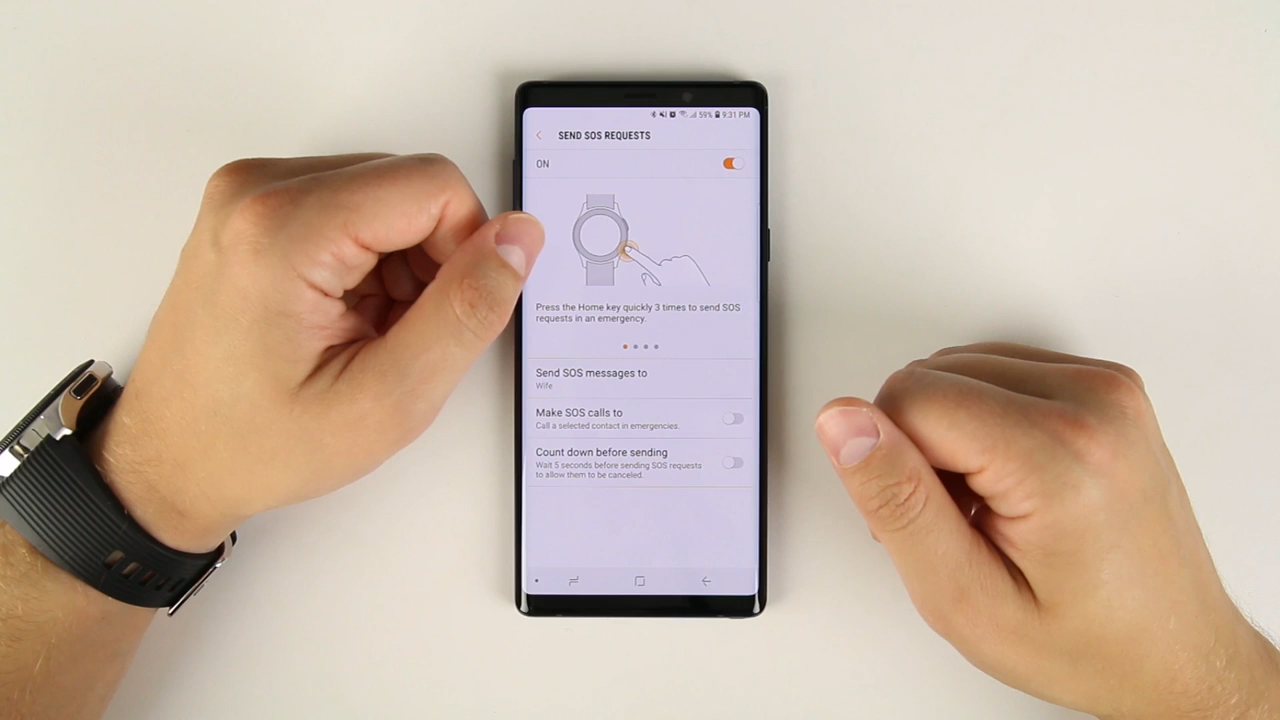 59% 9:31 PM
SEND SOS REQUESTS
ON
Press the Home key quickly 3 times to send SOS
requests in an emergency.
Send SOS messages to
Wife
Make SOS calls to
Call a selected contact in emergencies.
Count down before sending
Wait 5 seconds before sending SOS requests
to allow them to be canceled.